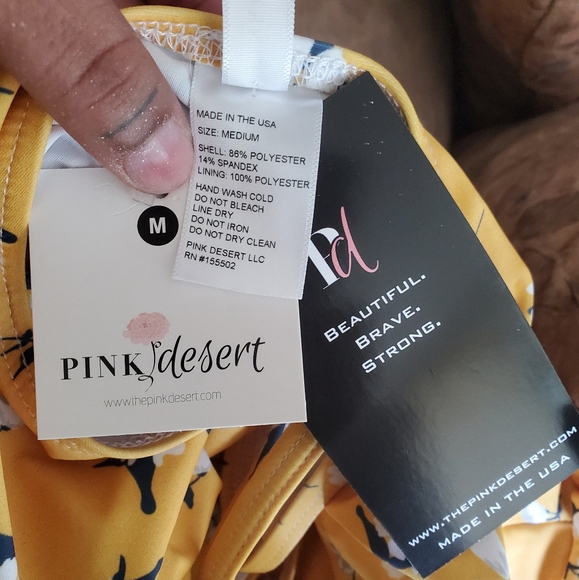 MADE IN THE USA
SIZE: MEDIUM
SHELL: 86% POLYESTER
14% SPANDEX
LINING: 100% POLYESTER
HAND WASH COLD
DO NOT BLEACH
LINE DRY
DO NOT IRON
DO NOT DRY CLEAN
PINK DESERT LLC
RN #155502
M
PINK desert
www.thepinkdesert.com
Pd
BEAUTIFUL.
BRAVE.
STRONG.
WWW.THEPINKDESERT.COM
MADE IN THE USA